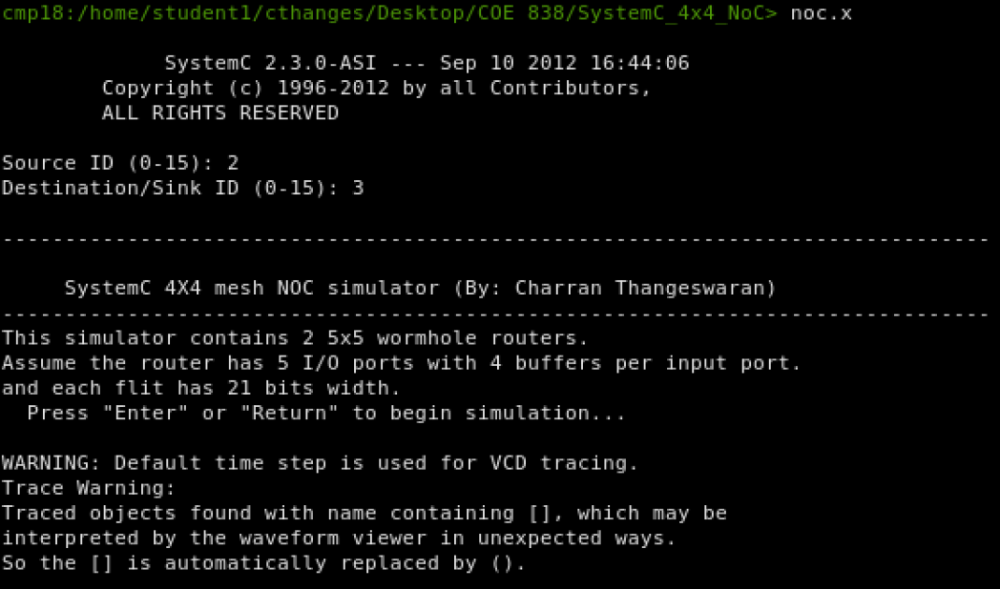 cmp18:/home/student1/cthanges/Desktop/COE 838/SystemC_4x4_NoC> noc.x
SystemC 2.3.0-ASI --- Sep 10 2012 16:44:06
Copyright (c) 1996-2012 by all Contributors,
ALL RIGHTS RESERVED
Source ID (0-15): 2
Destination/Sink ID (0-15): 3
-------------------------------------------------------------------------------
SystemC 4X4 mesh NOC simulator (By: Charran Thangeswaran)
-------------------------------------------------------------------------------
This simulator contains 2 5x5 wormhole routers.
Assume the router has 5 I/O ports with 4 buffers per input port.
and each flit has 21 bits width.
Press "Enter" or "Return" to begin simulation...
WARNING: Default time step is used for VCD tracing.
Trace Warning:
Traced objects found with name containing [], which may be
interpreted by the waveform viewer in unexpected ways.
So the [] is automatically replaced by ().